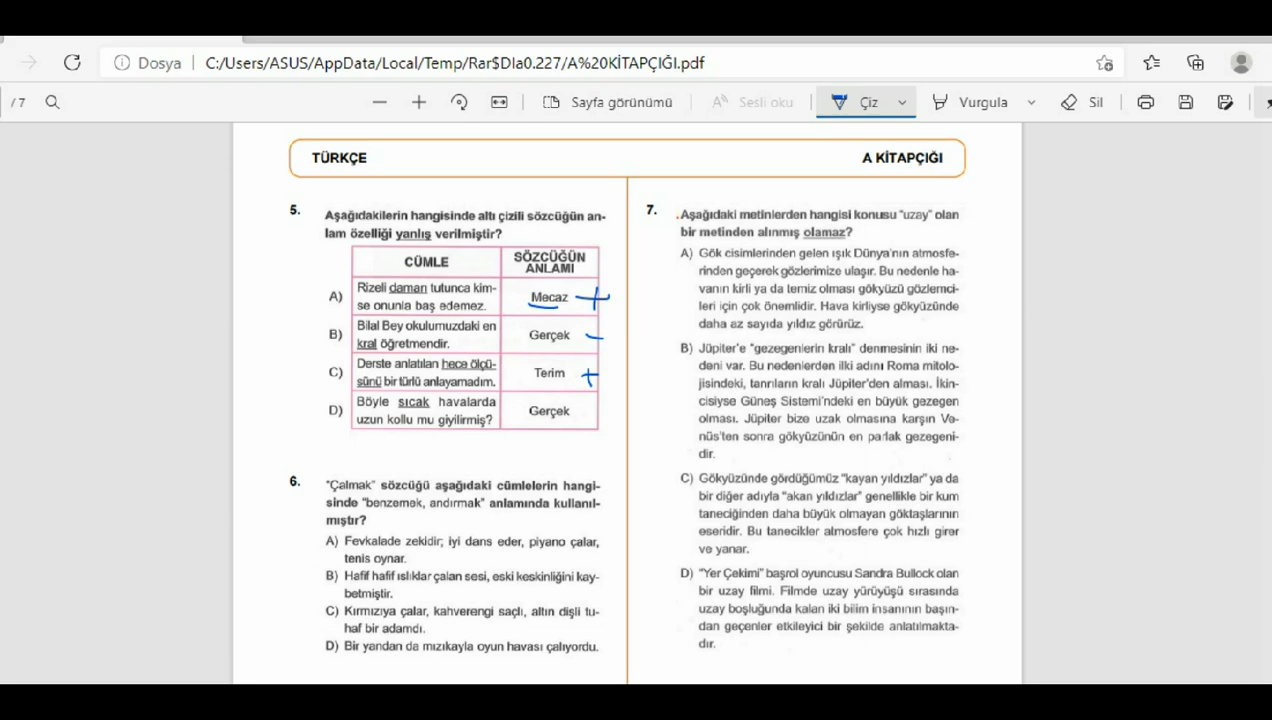 Dosya
C:/Users/ASUS/AppData/Local/Temp/Rar$DIa0.227/A%20KİTAPÇIĞI.pdf
/ 7
Sayfa görünümü
Sesli oku
Çiz
Vurgula
Sil
TÜRKÇE
A KİTAPÇIĞI
5.
Aşağıdakilerin hangisinde altı çizili sözcüğün an-
lam özelliği yanlış verilmiştir?
CÜMLE
SÖZCÜĞÜN
ANLAMI
A)
Rizeli daman tutunca kim-
se onunla baş edemez.
Mecaz
B)
Bilal Bey okulumuzdaki en
kral öğretmendir.
Gerçek
C)
Derste anlatılan hece ölçü-
sünü bir türlü anlayamadım.
Terim
D)
Böyle sıcak havalarda
uzun kollu mu giyilirmiş?
Gerçek
6.
"Çalmak" sözcüğü aşağıdaki cümlelerin hangi-
sinde "benzemek, andırmak" anlamında kullanıl-
mıştır?
A) Fevkalade zekidir; iyi dans eder, piyano çalar,
tenis oynar.
B) Hafif hafif ıslıklar çalan sesi, eski keskinliğini kay-
betmiştir.
C) Kırmızıya çalar, kahverengi saçlı, altın dişli tu-
haf bir adamdı.
D) Bir yandan da mızıkayla oyun havası çalıyordu.
7.
Aşağıdaki metinlerden hangisi konusu "uzay" olan
bir metinden alınmış olamaz?
A) Gök cisimlerinden gelen ışık Dünya'nın atmosfe-
rinden geçerek gözlerimize ulaşır. Bu nedenle ha-
vanın kirli ya da temiz olması gökyüzü gözlemci-
leri için çok önemlidir. Hava kirliyse gökyüzünde
daha az sayıda yıldız görürüz.
B) Jüpiter'e "gezegenlerin kralı" denmesinin iki ne-
deni var. Bu nedenlerden ilki adını Roma mitolo-
jisindeki, tanrıların kralı Jüpiter'den alması. İkin-
cisiyse Güneş Sistemi'ndeki en büyük gezegen
olması. Jüpiter bize uzak olmasına karşın Ve-
nüs'ten sonra gökyüzünün en parlak gezegeni-
dir.
C) Gökyüzünde gördüğümüz "kayan yıldızlar" ya da
bir diğer adıyla "akan yıldızlar" genellikle bir kum
taneciğinden daha büyük olmayan göktaşlarının
eseridir. Bu tanecikler atmosfere çok hızlı girer
ve yanar.
D) "Yer Çekimi" başrol oyuncusu Sandra Bullock olan
bir uzay filmi. Filmde uzay yürüyüşü sırasında
uzay boşluğunda kalan iki bilim insanının başın-
dan geçenler etkileyici bir şekilde anlatılmakta-
dır.